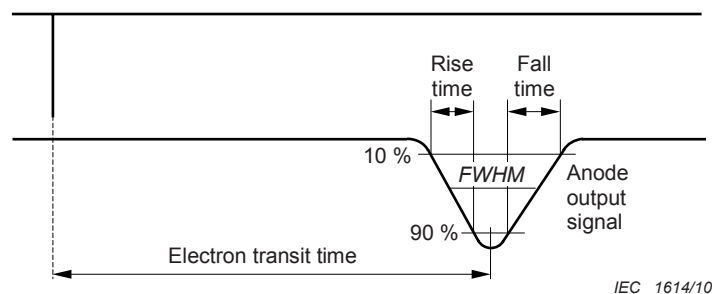 Rise
time
Fall
time
10 %
FWHM
Anode
output
signal
90 %
Electron transit time
IEC 1614/10